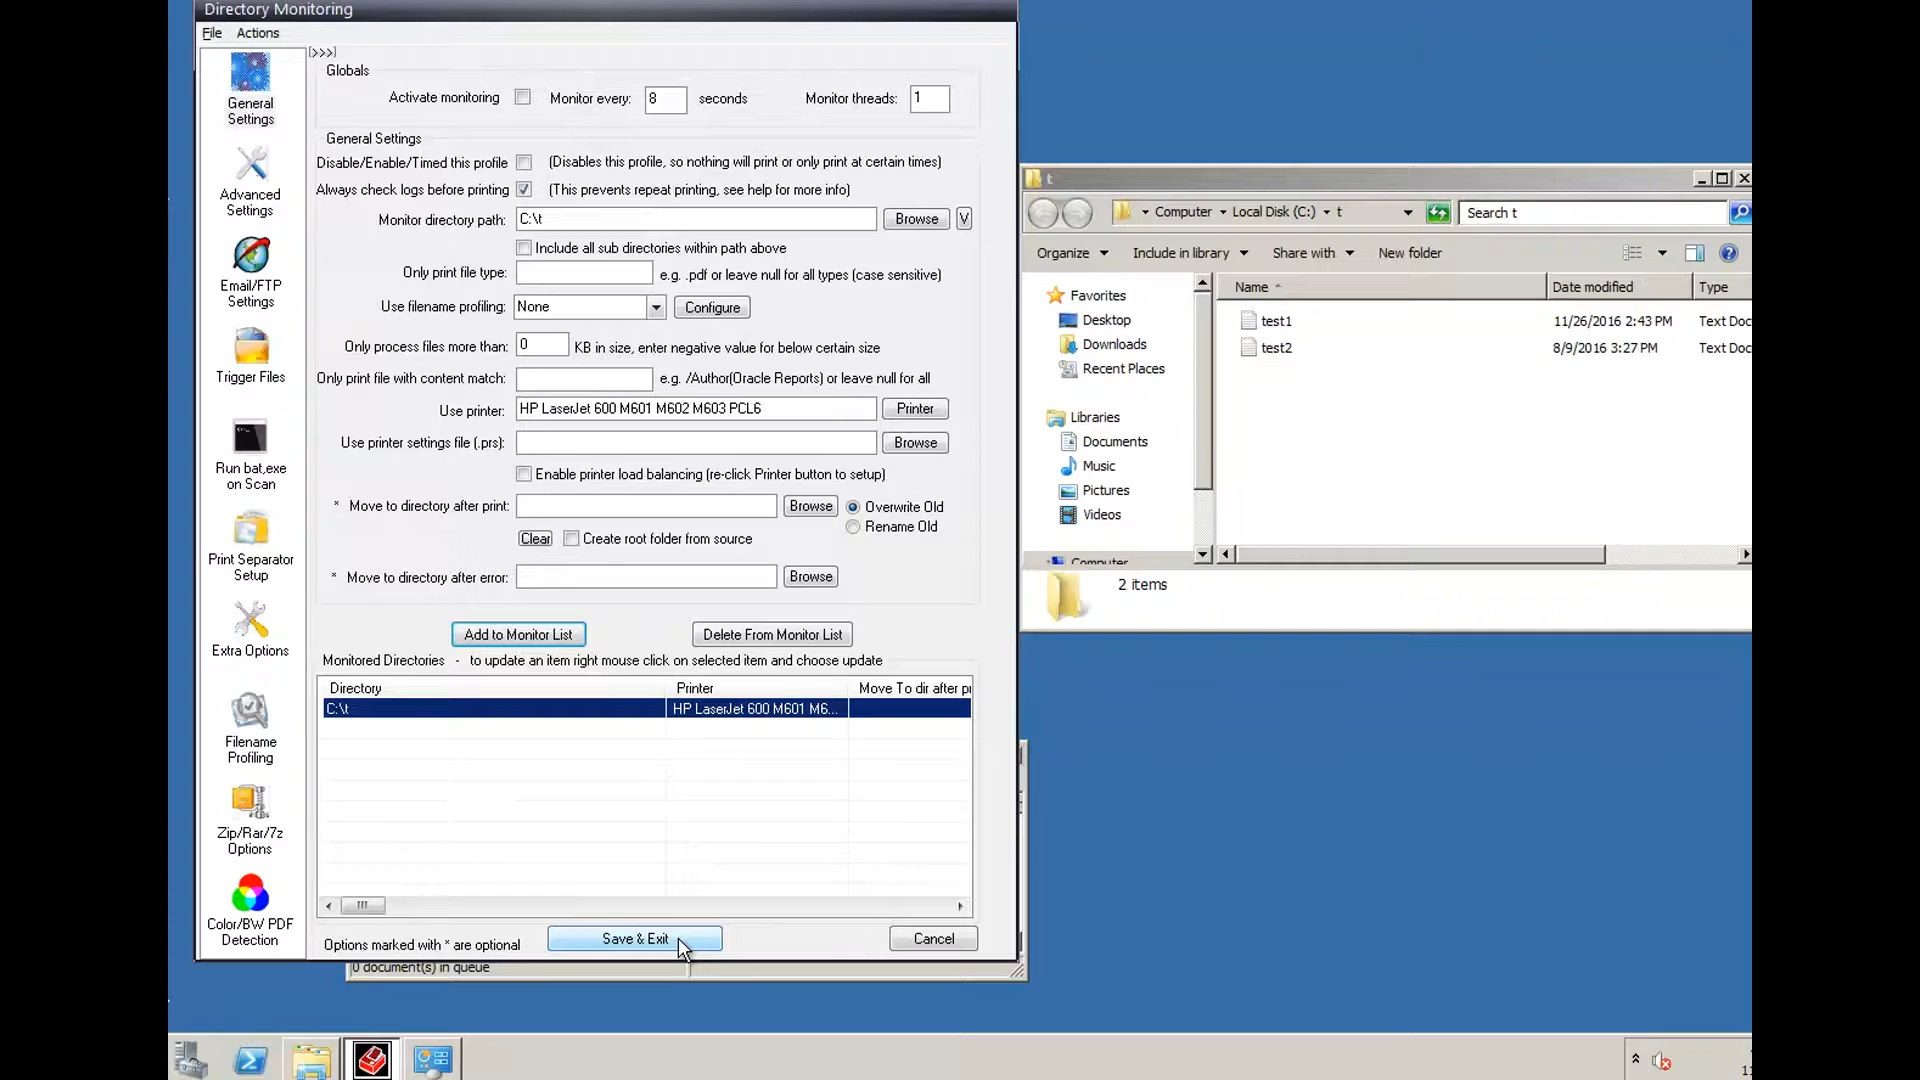 Directory Monitoring
File Actions
[>>>]
Globals
Activate monitoring Monitor every: 8 seconds Monitor threads: 1
General Settings
Disable/Enable/Timed this profile (Disables this profile, so nothing will print or only print at certain times)
Always check logs before printing (This prevents repeat printing, see help for more info)
Monitor directory path: C:\t Browse V
Include all sub directories within path above
Only print file type: e.g. .pdf or leave null for all types (case sensitive)
Use filename profiling: None Configure
Only process files more than: 0 KB in size, enter negative value for below certain size
Only print file with content match: e.g. /Author(Oracle Reports) or leave null for all
Use printer: HP LaserJet 600 M601 M602 M603 PCL6 Printer
Use printer settings file (.prs): Browse
Enable printer load balancing (re-click Printer button to setup)
* Move to directory after print: Browse Overwrite Old
Rename Old
Clear Create root folder from source
* Move to directory after error: Browse
Add to Monitor List Delete From Monitor List
Monitored Directories - to update an item right mouse click on selected item and choose update
Directory Printer Move To dir after pr
C:\t HP LaserJet 600 M601 M6...
Options marked with * are optional Save & Exit Cancel
0 document(s) in queue
General
Settings
Advanced
Settings
Email/FTP
Settings
Trigger Files
Run bat,exe
on Scan
Print Separator
Setup
Extra Options
Filename
Profiling
Zip/Rar/7z
Options
Color/BW PDF
Detection
t
Computer Local Disk (C:) t Search t
Organize Include in library Share with New folder
Name Date modified Type
test1 11/26/2016 2:43 PM Text Doc
test2 8/9/2016 3:27 PM Text Doc
Favorites
Desktop
Downloads
Recent Places
Libraries
Documents
Music
Pictures
Videos
Computer
2 items